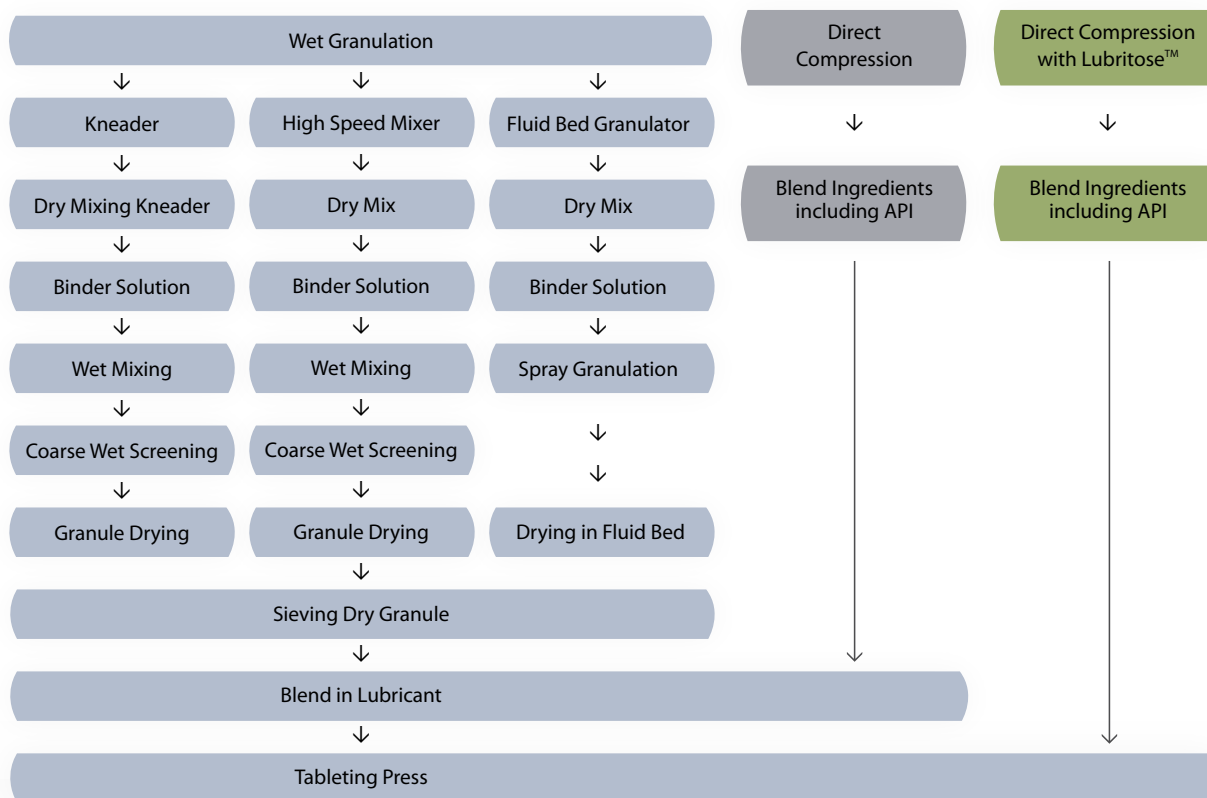 Wet Granulation
Direct
Compression
Direct Compression
with Lubritose™
Kneader
High Speed Mixer
Fluid Bed Granulator
Dry Mixing Kneader
Dry Mix
Dry Mix
Blend Ingredients
including API
Blend Ingredients
including API
Binder Solution
Binder Solution
Binder Solution
Wet Mixing
Wet Mixing
Spray Granulation
Coarse Wet Screening
Coarse Wet Screening
Granule Drying
Granule Drying
Drying in Fluid Bed
Sieving Dry Granule
Blend in Lubricant
Tableting Press